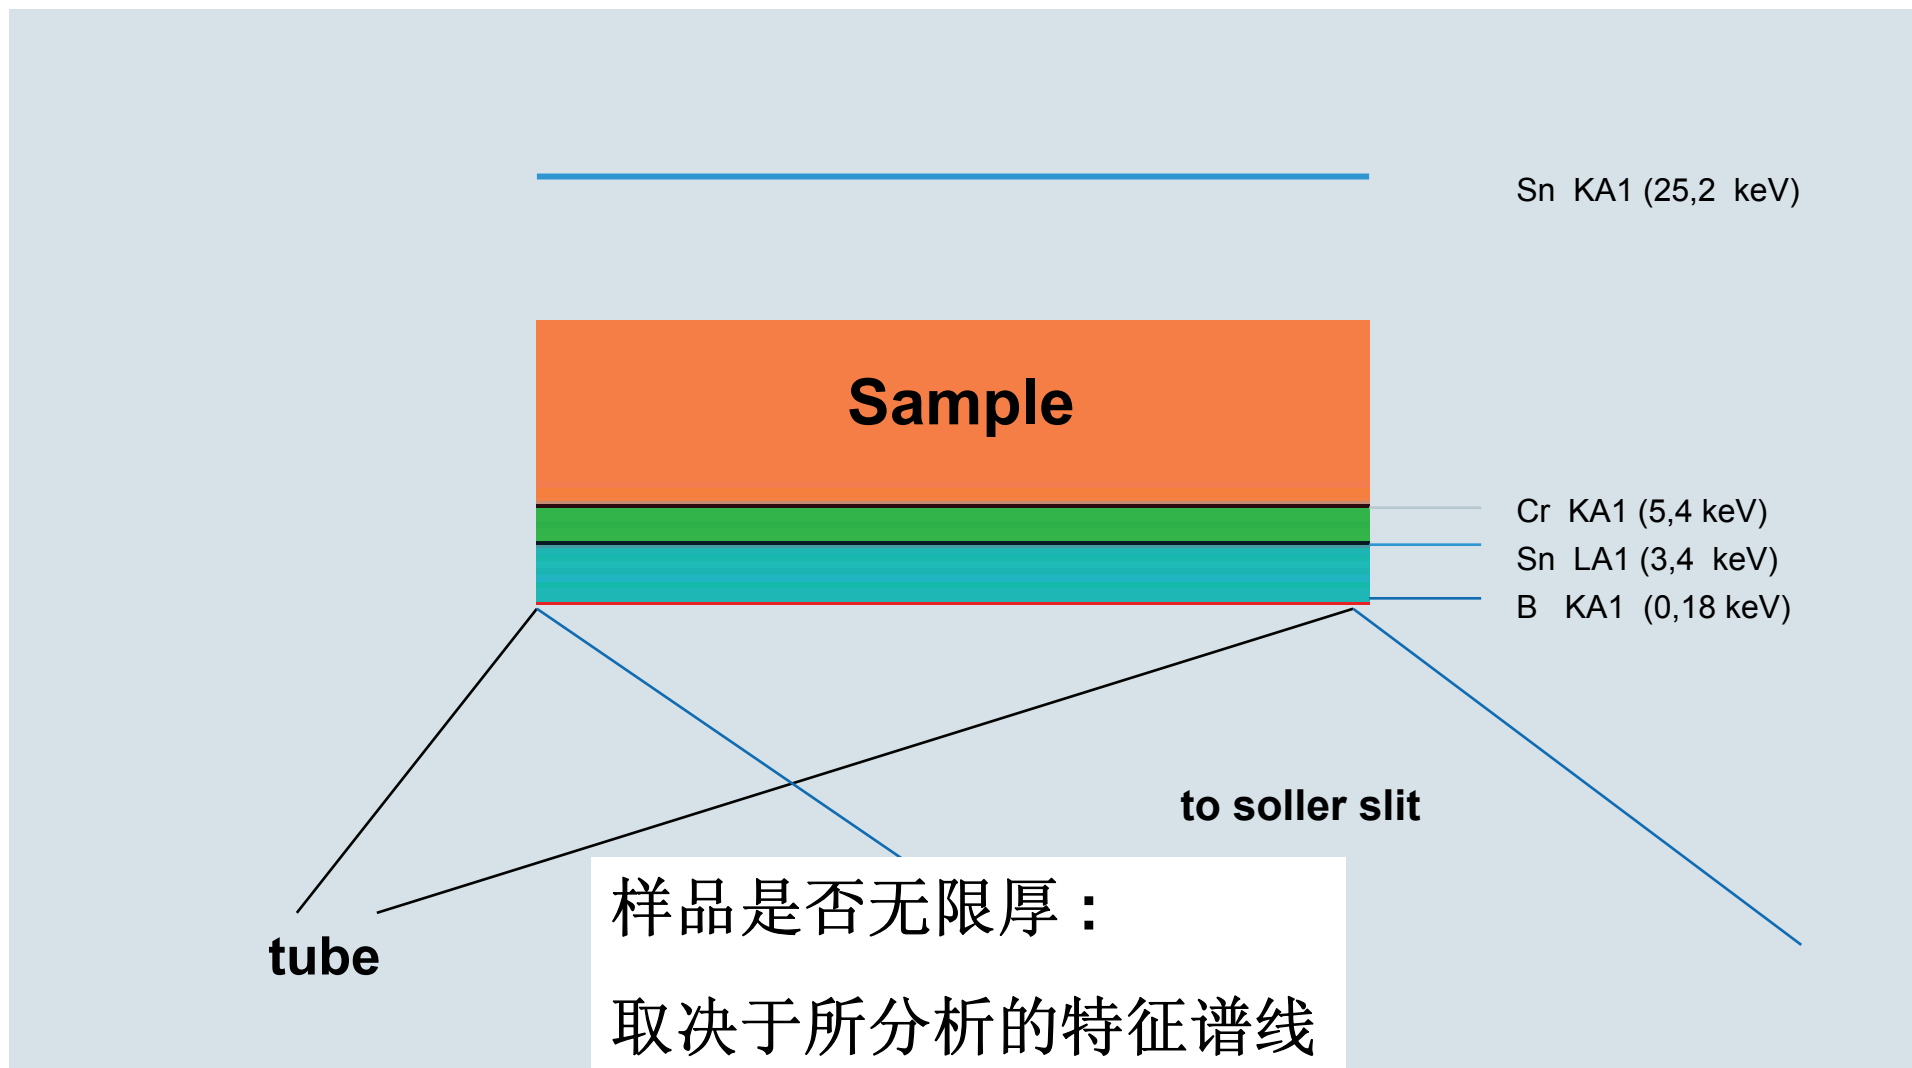 Sn KA1 (25,2 keV)
Sample
Cr KA1 (5,4 keV)
Sn LA1 (3,4 keV)
B KA1 (0,18 keV)
to soller slit
tube
样品是否无限厚：
取决于所分析的特征谱线